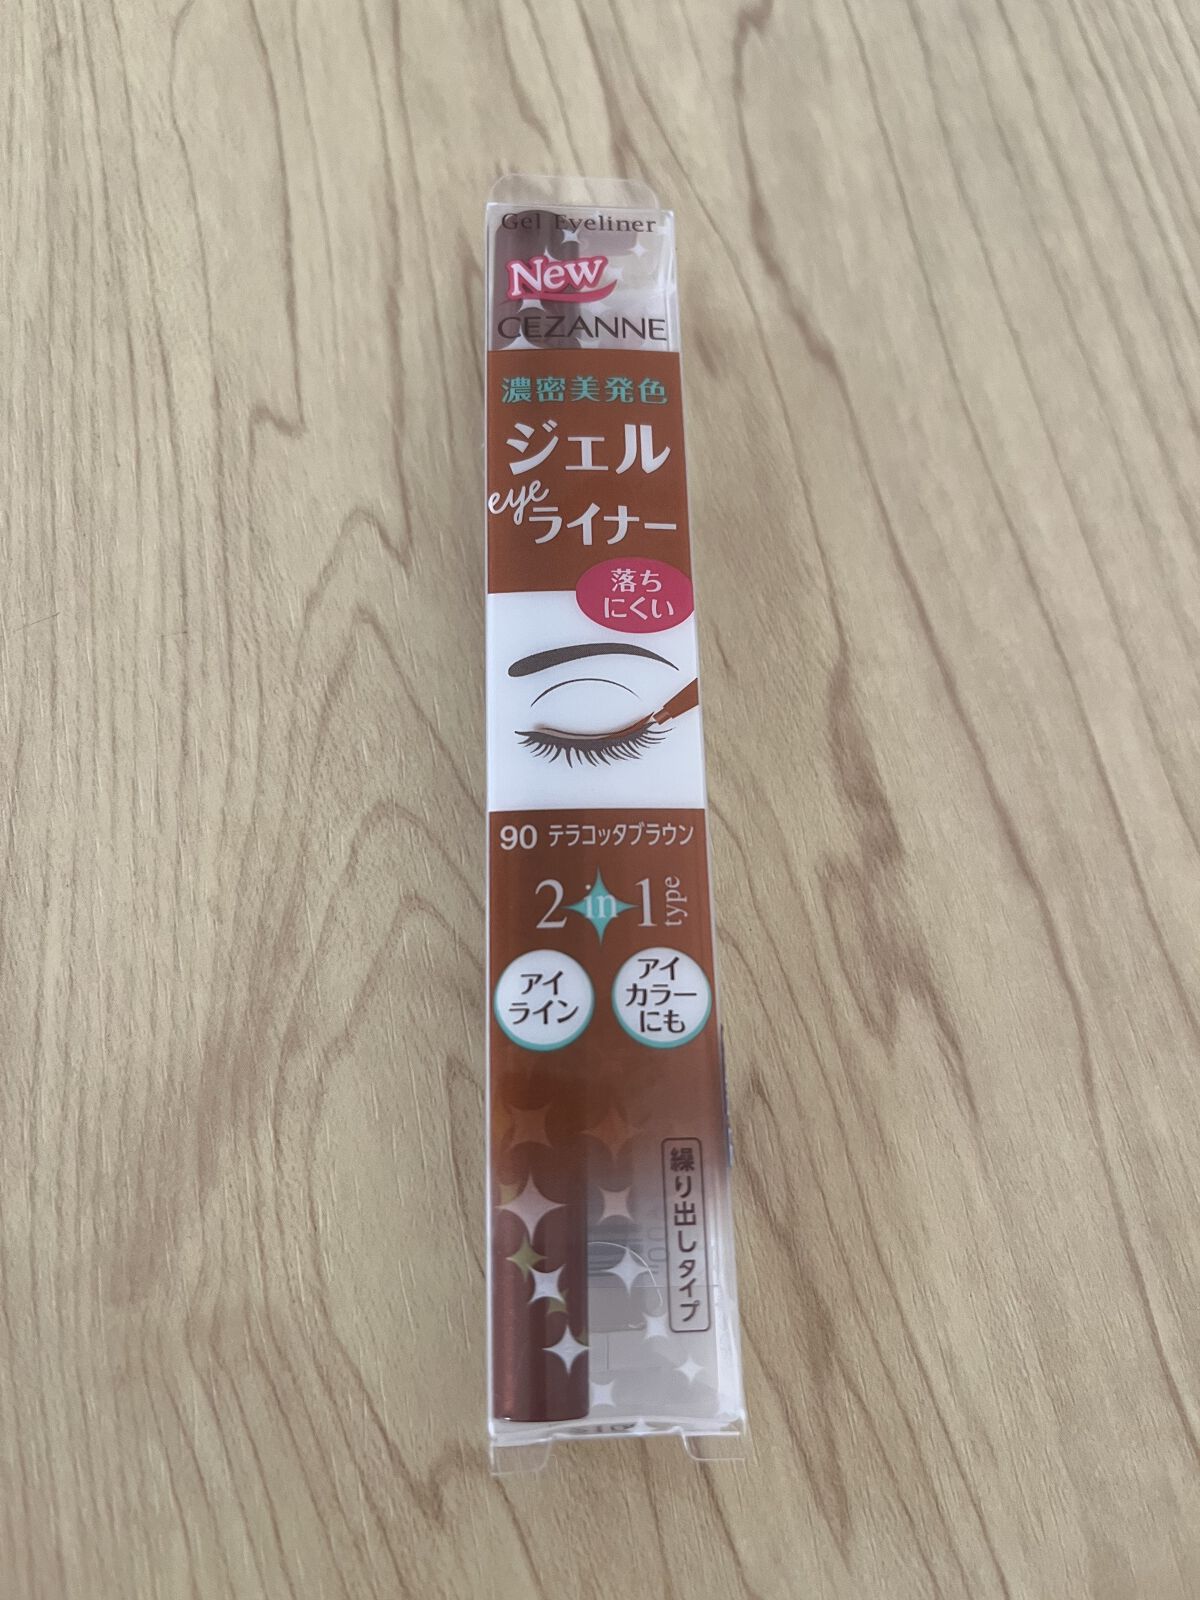 Gel Eyeliner
New
CEZANNE
濃密美発色
ジェル
eye
ライナー
落ち
にくい
90 テラコッタブラウン
2 in 1 type
アイ
ライン
アイ
カラー
にも
繰り出しタイプ